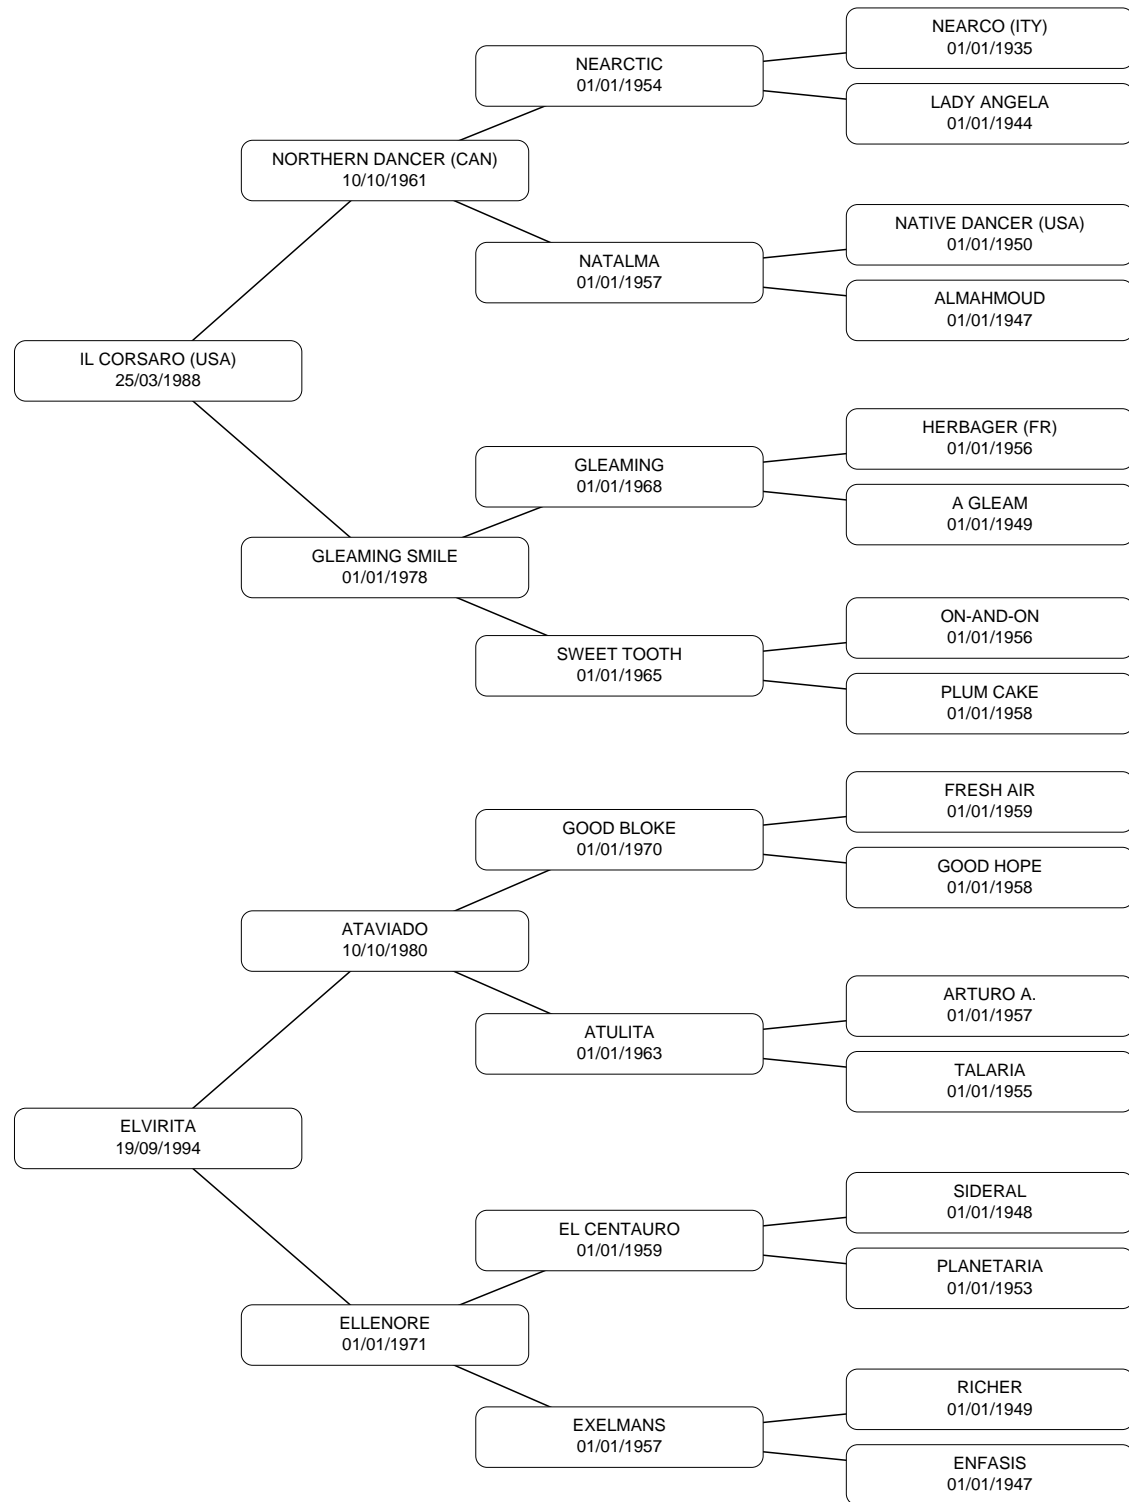 NEARCO (ITY)
01/01/1935
NEARCTIC
01/01/1954
LADY ANGELA
01/01/1944
NORTHERN DANCER (CAN)
10/10/1961
NATIVE DANCER (USA)
01/01/1950
NATALMA
01/01/1957
ALMAHMOUD
01/01/1947
IL CORSARO (USA)
25/03/1988
HERBAGER (FR)
01/01/1956
GLEAMING
01/01/1968
A GLEAM
01/01/1949
GLEAMING SMILE
01/01/1978
ON-AND-ON
01/01/1956
SWEET TOOTH
01/01/1965
PLUM CAKE
01/01/1958
FRESH AIR
01/01/1959
GOOD BLOKE
01/01/1970
GOOD HOPE
01/01/1958
ATAVIADO
10/10/1980
ARTURO A.
01/01/1957
ATULITA
01/01/1963
TALARIA
01/01/1955
ELVIRITA
19/09/1994
SIDERAL
01/01/1948
EL CENTAURO
01/01/1959
PLANETARIA
01/01/1953
ELLENORE
01/01/1971
RICHER
01/01/1949
EXELMANS
01/01/1957
ENFASIS
01/01/1947